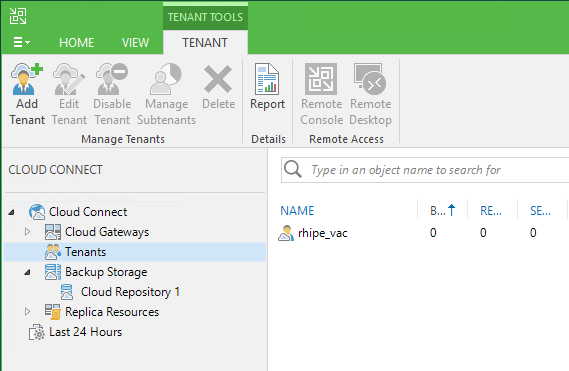 TENANT TOOLS
HOME VIEW TENANT
Add Tenant
Edit Tenant
Disable Tenant
Manage Subtenants
Delete
Report
Remote Console
Remote Desktop
Manage Tenants Details Remote Access
CLOUD CONNECT
Type in an object name to search for
Cloud Connect
Cloud Gateways
Tenants
Backup Storage
Cloud Repository 1
Replica Resources
Last 24 Hours
NAME B... RE... SE...
rhipe_vac 0 0 0